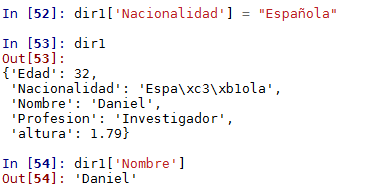 In [52]: dir1['Nacionalidad'] = "Española"
In [53]: dir1
Out[53]:
{'Edad': 32,
 'Nacionalidad': 'Espa\xc3\xb1ola',
 'Nombre': 'Daniel',
 'Profesion': 'Investigador',
 'altura': 1.79}
In [54]: dir1['Nombre']
Out[54]: 'Daniel'